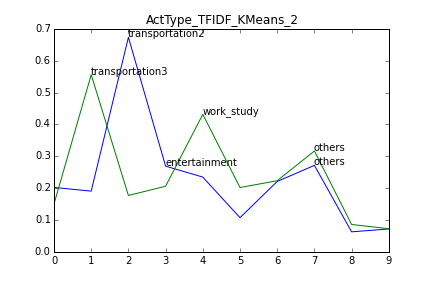 ActType_TFIDF_KMeans_2
0.7
transportation2
0.6
transportation3
0.5
work_study
0.4
others
0.3
entertainment
others
0.2
0.1
0.0
0 1 2 3 4 5 6 7 8 9